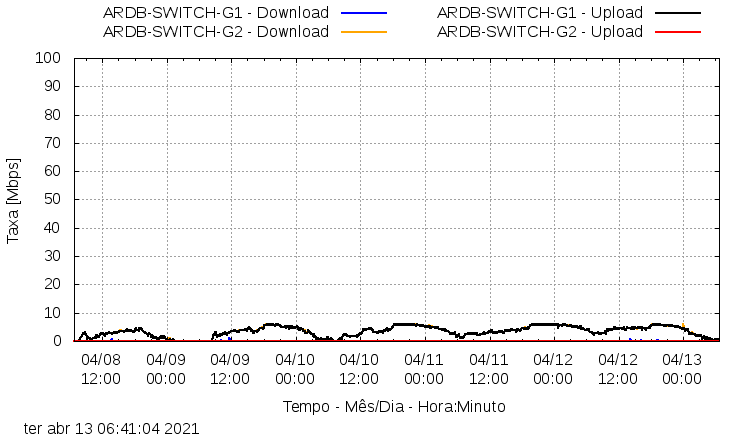 ARDB-SWITCH-G1 - Download ARDB-SWITCH-G1 - Upload
ARDB-SWITCH-G2 - Download ARDB-SWITCH-G2 - Upload
100
90
80
70
60
50
40
30
20
10
0
Taxa [Mbps]
04/08 04/09 04/09 04/10 04/10 04/11 04/11 04/12 04/12 04/13
12:00 00:00 12:00 00:00 12:00 00:00 12:00 00:00 12:00 00:00
Tempo - Mês/Dia - Hora:Minuto
ter abr 13 06:41:04 2021